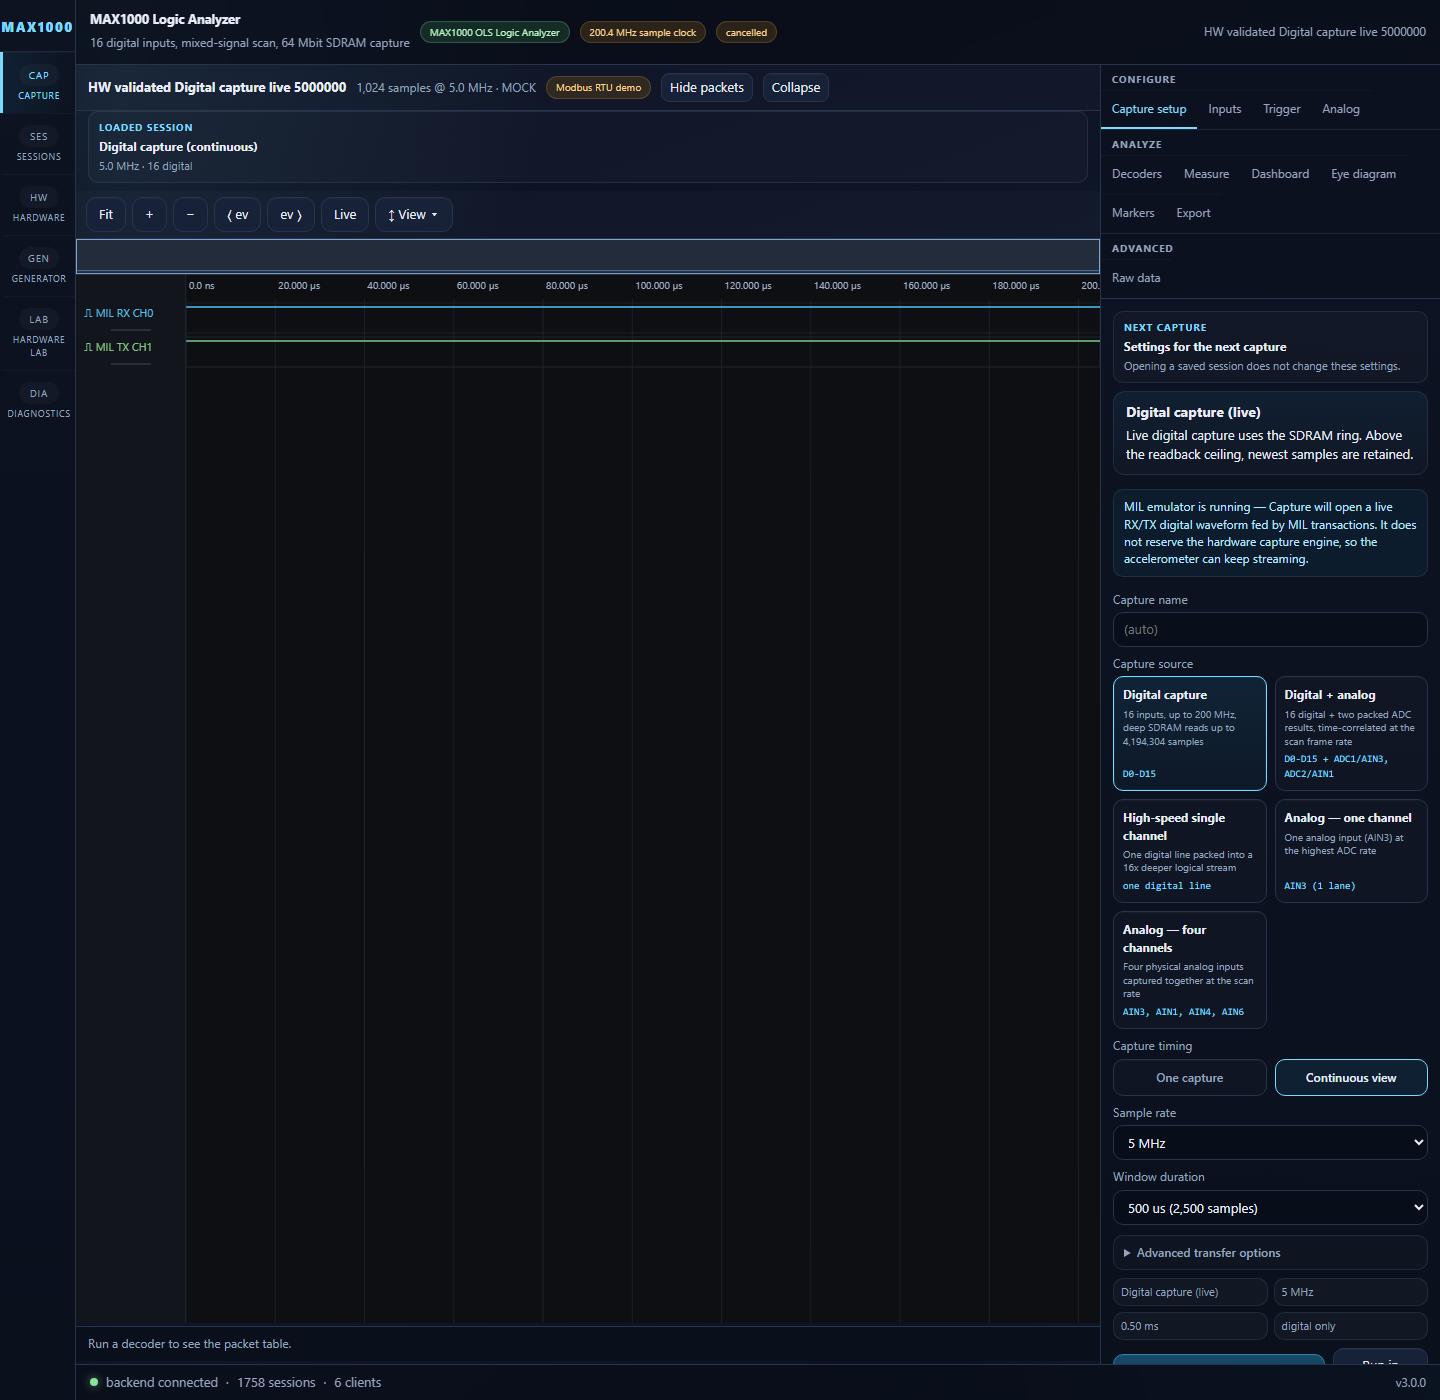 MAX1000
CAP
CAPTURE
SES
SESSIONS
HW
HARDWARE
GEN
GENERATOR
LAB
HARDWARE
LAB
DIA
DIAGNOSTICS
MAX1000 Logic Analyzer
16 digital inputs, mixed-signal scan, 64 Mbit SDRAM capture
MAX1000 OLS Logic Analyzer
200.4 MHz sample clock
cancelled
HW validated Digital capture live 5000000
HW validated Digital capture live 5000000
1,024 samples @ 5.0 MHz · MOCK
Modbus RTU demo
Hide packets
Collapse
LOADED SESSION
Digital capture (continuous)
5.0 MHz · 16 digital
Fit
+
−
⟨ ev
ev ⟩
Live
↕ View ▾
0.0 ns
20.000 µs
40.000 µs
60.000 µs
80.000 µs
100.000 µs
120.000 µs
140.000 µs
160.000 µs
180.000 µs
200.
MIL RX CH0
MIL TX CH1
Run a decoder to see the packet table.
CONFIGURE
Capture setup
Inputs
Trigger
Analog
ANALYZE
Decoders
Measure
Dashboard
Eye diagram
Markers
Export
ADVANCED
Raw data
NEXT CAPTURE
Settings for the next capture
Opening a saved session does not change these settings.
Digital capture (live)
Live digital capture uses the SDRAM ring. Above
the readback ceiling, newest samples are retained.
MIL emulator is running — Capture will open a live
RX/TX digital waveform fed by MIL transactions. It does
not reserve the hardware capture engine, so the
accelerometer can keep streaming.
Capture name
(auto)
Capture source
Digital capture
16 inputs, up to 200 MHz,
deep SDRAM reads up to
4,194,304 samples
D0-D15
Digital + analog
16 digital + two packed ADC
results, time-correlated at the
scan frame rate
D0-D15 + ADC1/AIN3,
ADC2/AIN1
High-speed single
channel
One digital line packed into a
16x deeper logical stream
one digital line
Analog — one channel
One analog input (AIN3) at
the highest ADC rate
AIN3 (1 lane)
Analog — four
channels
Four physical analog inputs
captured together at the scan
rate
AIN3, AIN1, AIN4, AIN6
Capture timing
One capture
Continuous view
Sample rate
5 MHz
Window duration
500 us (2,500 samples)
▶ Advanced transfer options
Digital capture (live)
5 MHz
0.50 ms
digital only
Run in
backend connected · 1758 sessions · 6 clients
v3.0.0